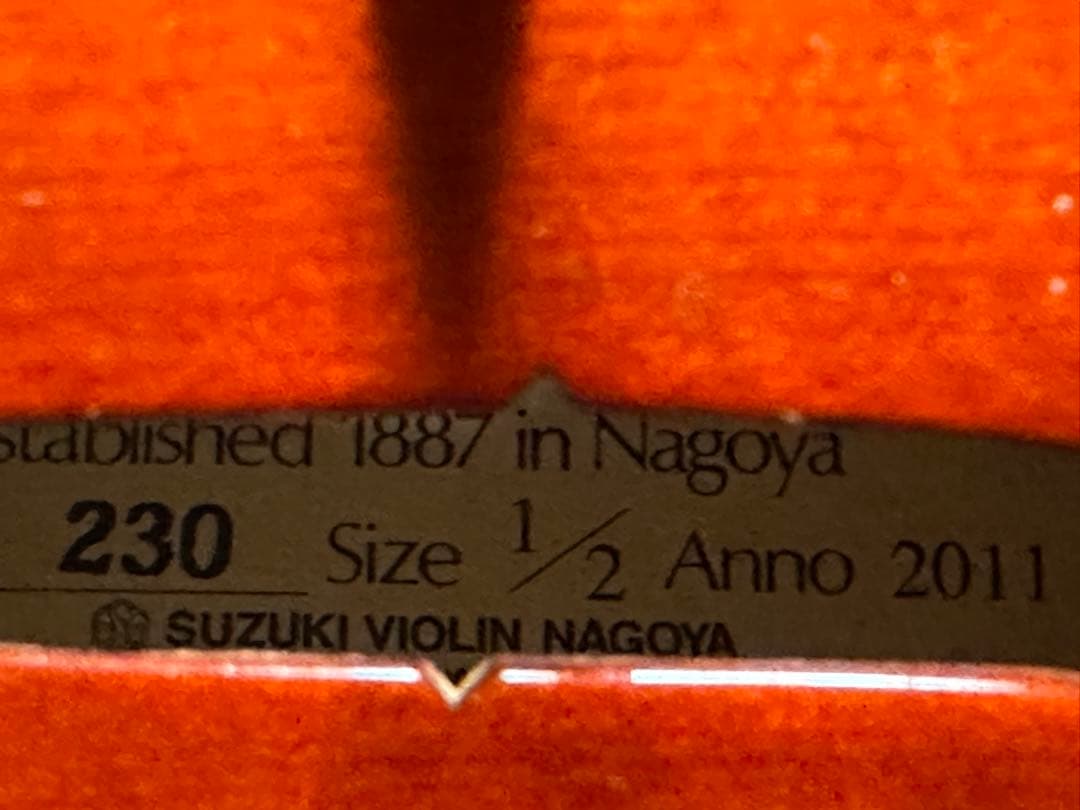 stablished 1887 in Nagoya
230 Size 1/2 Anno 2011
SUZUKI VIOLIN NAGOYA